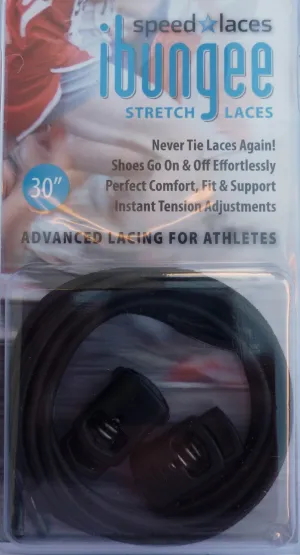 speed★laces
ibungee
STRETCH LACES
Never Tie Laces Again!
Shoes Go On & Off Effortlessly
30"
Perfect Comfort, Fit & Support
Instant Tension Adjustments
ADVANCED LACING FOR ATHLETES